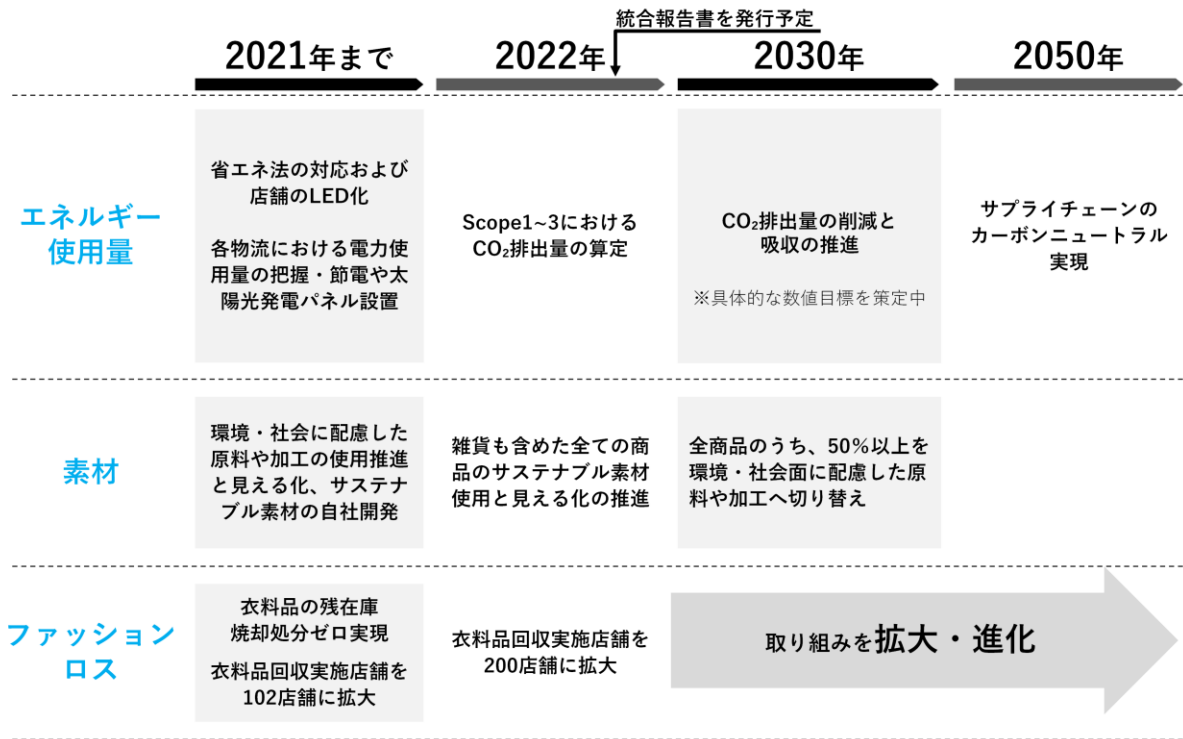 統合報告書を発行予定
2021年まで
2022年
2030年
2050年
エネルギー
使用量
省エネ法の対応および
店舗のLED化
各物流における電力使
用量の把握・節電や太
陽光発電パネル設置
Scope1~3における
CO₂排出量の算定
CO₂排出量の削減と
吸収の推進
※具体的な数値目標を策定中
サプライチェーンの
カーボンニュートラル
実現
素材
環境・社会に配慮した
原料や加工の使用推進
と見える化、サステナ
ブル素材の自社開発
雑貨も含めた全ての商
品のサステナブル素材
使用と見える化の推進
全商品のうち、50%以上を
環境・社会面に配慮した原
料や加工へ切り替え
ファッション
ロス
衣料品の残在庫
焼却処分ゼロ実現
衣料品回収実施店舗を
102店舗に拡大
衣料品回収実施店舗を
200店舗に拡大
取り組みを拡大・進化